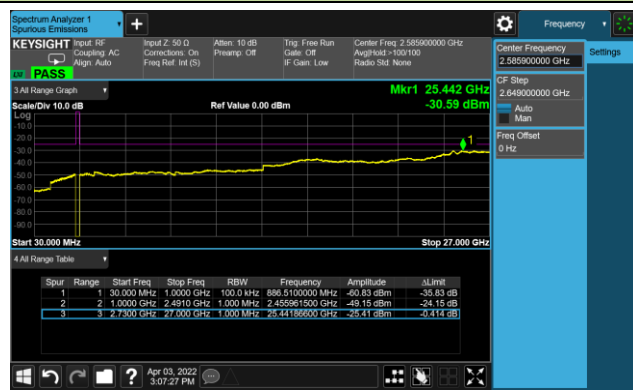 Spectrum Analyzer 1
Spurious Emissions
Frequency
KEYSIGHT
Input: RF
Coupling: AC
Align: Auto
Input Z: 50 Ω
Corrections: On
Freq Ref: Int (S)
Atten: 10 dB
Preamp: Off
Trig: Free Run
Gate: Off
IF Gain: Low
Center Freq: 2.585900000 GHz
Avg|Hold:>100/100
Radio Std: None
PASS
Center Frequency
2.585900000 GHz
Settings
CF Step
2.649000000 GHz
Auto
Man
Freq Offset
0 Hz
3 All Range Graph
Scale/Div 10.0 dB
Ref Value 0.00 dBm
Mkr1 25.442 GHz
-30.59 dBm
Log
-10.0
-20.0
-30.0
-40.0
-50.0
-60.0
-70.0
-80.0
-90.0
1
Start 30.000 MHz
Stop 27.000 GHz
4 All Range Table
Spur Range Start Freq Stop Freq RBW Frequency Amplitude ΔLimit
1 1 30.000 MHz 1.0000 GHz 100.0 kHz 886.5100000 MHz -60.83 dBm -35.83 dB
2 2 1.0000 GHz 2.4910 GHz 1.000 MHz 2.455961500 GHz -49.15 dBm -24.15 dB
3 3 2.7300 GHz 27.000 GHz 1.000 MHz 25.44186600 GHz -25.41 dBm -0.414 dB
Apr 03, 2022
3:07:27 PM